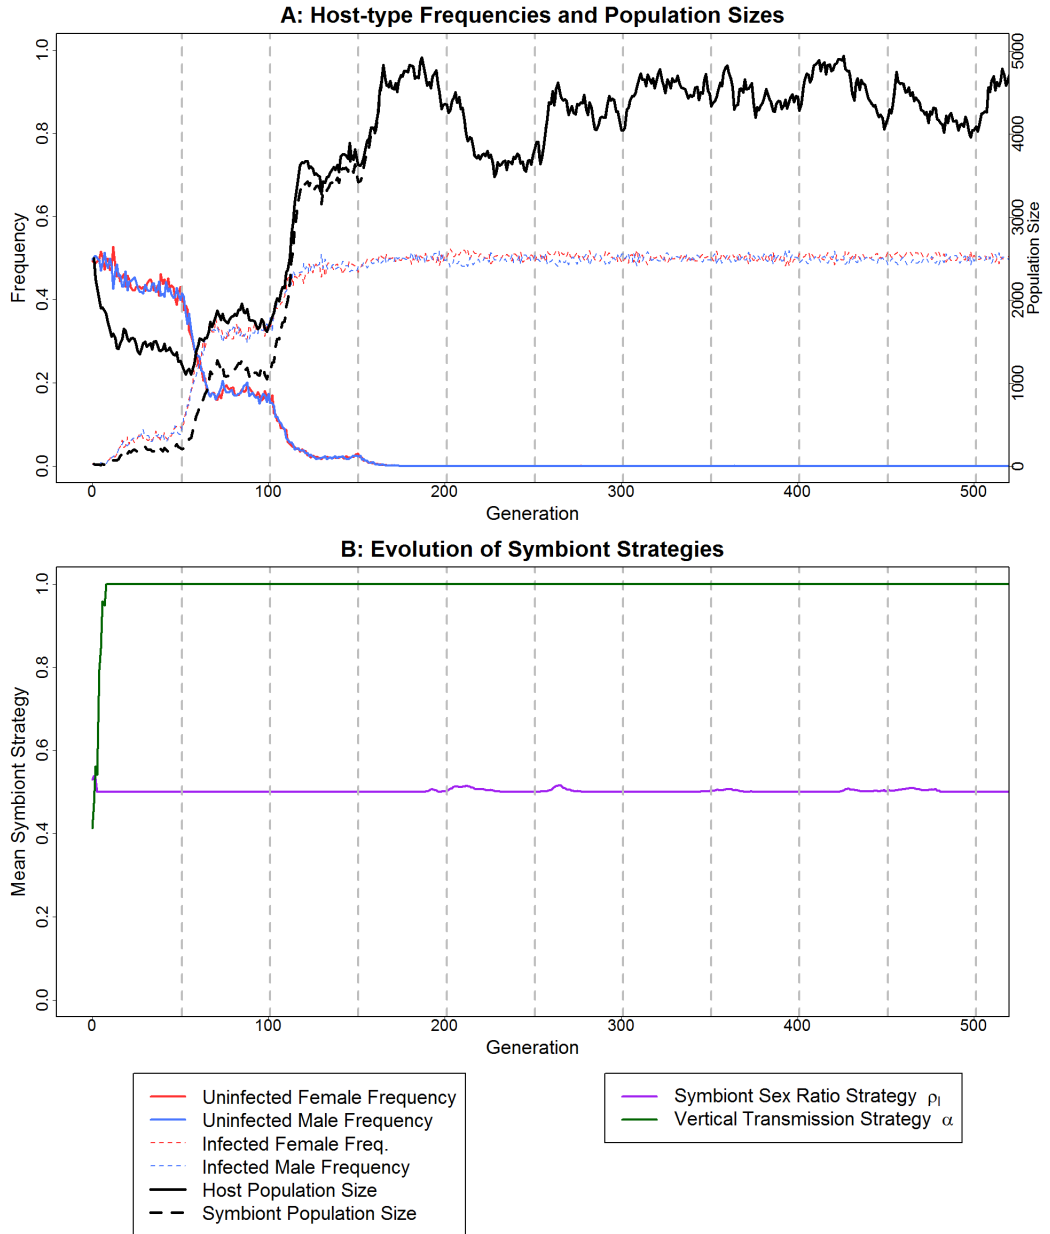 A: Host-type Frequencies and Population Sizes
Frequency
0.0 0.2 0.4 0.6 0.8 1.0
Population Size
0 1000 2000 3000 4000 5000
0 100 200 300 400 500
Generation
B: Evolution of Symbiont Strategies
Mean Symbiont Strategy
0.0 0.2 0.4 0.6 0.8 1.0
0 100 200 300 400 500
Generation
Uninfected Female Frequency
Uninfected Male Frequency
Infected Female Freq.
Infected Male Frequency
Host Population Size
Symbiont Population Size
Symbiont Sex Ratio Strategy ρI
Vertical Transmission Strategy α